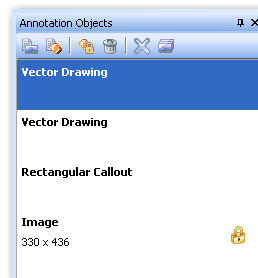 Annotation Objects
Vector Drawing
Vector Drawing
Rectangular Callout
Image
330 x 436